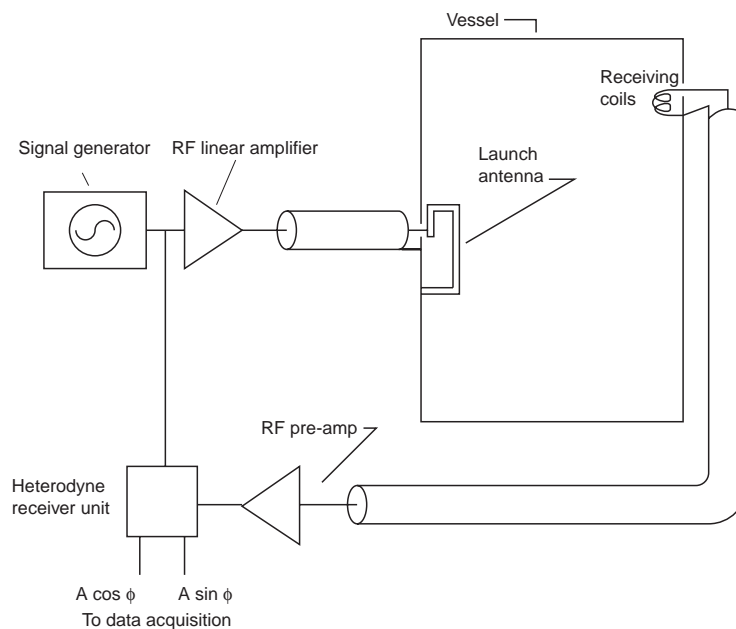 Vessel
Receiving
coils
Signal generator
RF linear amplifier
Launch
antenna
RF pre-amp
Heterodyne
receiver unit
A cos ϕ
A sin ϕ
To data acquisition